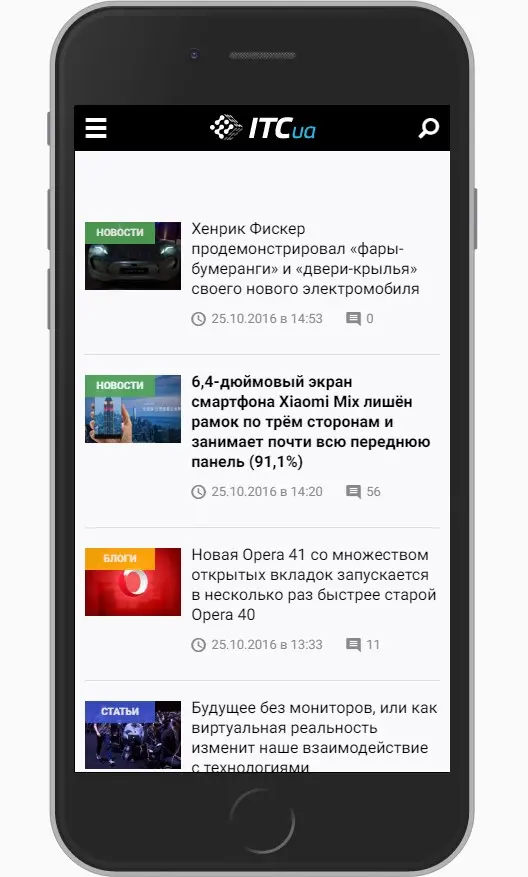 ITCua
НОВОСТИ
Хенрик Фискер
продемонстрировал «фары-
бумеранги» и «двери-крылья»
своего нового электромобиля
25.10.2016 в 14:53 0
НОВОСТИ
6,4-дюймовый экран
смартфона Xiaomi Mix лишён
рамок по трём сторонам и
занимает почти всю переднюю
панель (91,1%)
25.10.2016 в 14:20 56
БЛОГИ
Новая Opera 41 со множеством
открытых вкладок запускается
в несколько раз быстрее старой
Opera 40
25.10.2016 в 13:33 11
СТАТЬИ
Будущее без мониторов, или как
виртуальная реальность
изменит наше взаимодействие
с технологиями